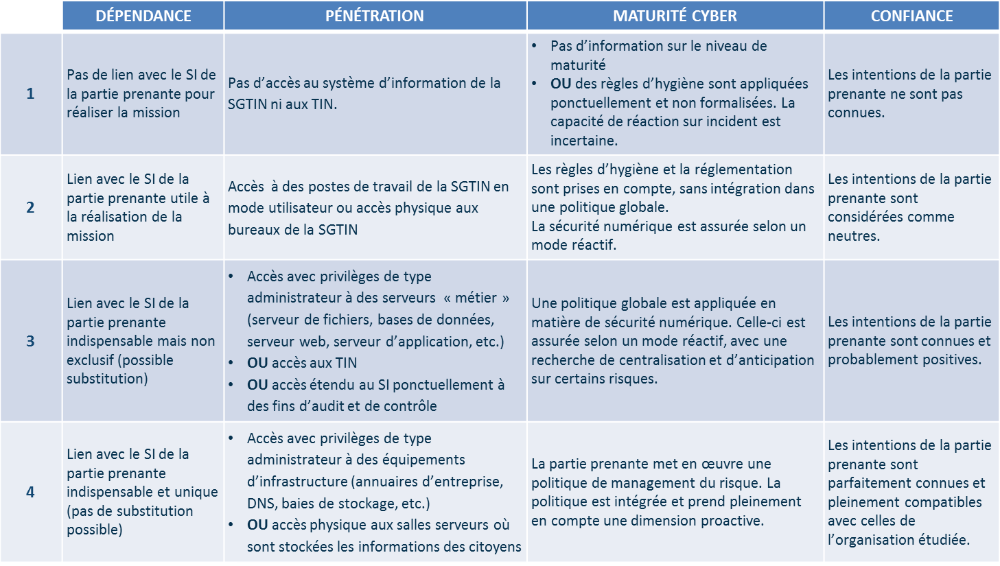 DÉPENDANCE
PÉNÉTRATION
MATURITÉ CYBER
CONFIANCE
1
Pas de lien avec le SI de
la partie prenante pour
réaliser la mission
Pas d’accès au système d’information de la
SGTIN ni aux TIN.
• Pas d’information sur le niveau de
maturité
• OU des règles d’hygiène sont appliquées
ponctuellement et non formalisées. La
capacité de réaction sur incident est
incertaine.
Les intentions de la partie
prenante ne sont pas
connues.
2
Lien avec le SI de la
partie prenante utile à
la réalisation de la
mission
Accès à des postes de travail de la SGTIN en
mode utilisateur ou accès physique aux
bureaux de la SGTIN
Les règles d’hygiène et la réglementation
sont prises en compte, sans intégration dans
une politique globale.
La sécurité numérique est assurée selon un
mode réactif.
Les intentions de la partie
prenante sont
considérées comme
neutres.
3
Lien avec le SI de la
partie prenante
indispensable mais non
exclusif (possible
substitution)
• Accès avec privilèges de type
administrateur à des serveurs « métier »
(serveur de fichiers, bases de données,
serveur web, serveur d’application, etc.)
• OU accès aux TIN
• OU accès étendu au SI ponctuellement à
des fins d’audit et de contrôle
Une politique globale est appliquée en
matière de sécurité numérique. Celle-ci est
assurée selon un mode réactif, avec une
recherche de centralisation et d’anticipation
sur certains risques.
Les intentions de la partie
prenante sont connues et
probablement positives.
4
Lien avec le SI de la
partie prenante
indispensable et unique
(pas de substitution
possible)
• Accès avec privilèges de type
administrateur à des équipements
d’infrastructure (annuaires d’entreprise,
DNS, baies de stockage, etc.)
• OU accès physique aux salles serveurs où
sont stockées les informations des citoyens
La partie prenante met en œuvre une
politique de management du risque. La
politique est intégrée et prend pleinement
en compte une dimension proactive.
Les intentions de la partie
prenante sont
parfaitement connues et
pleinement compatibles
avec celles de
l’organisation étudiée.